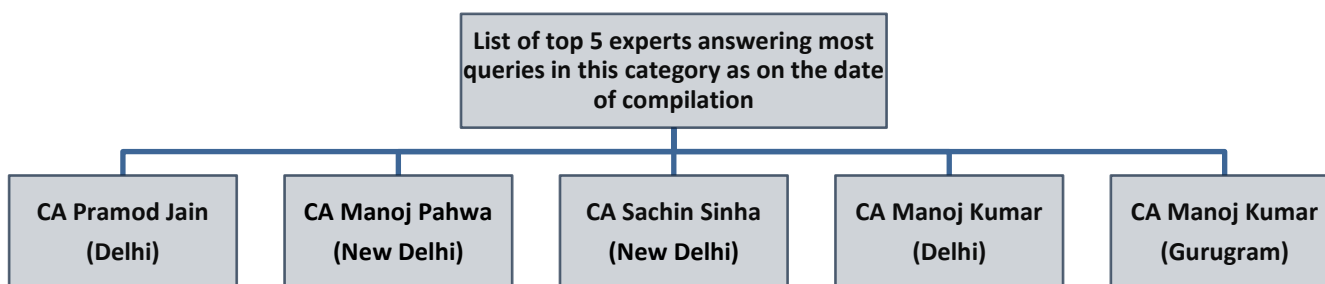 List of top 5 experts answering most
queries in this category as on the date
of compilation
CA Pramod Jain
(Delhi)
CA Manoj Pahwa
(New Delhi)
CA Sachin Sinha
(New Delhi)
CA Manoj Kumar
(Delhi)
CA Manoj Kumar
(Gurugram)